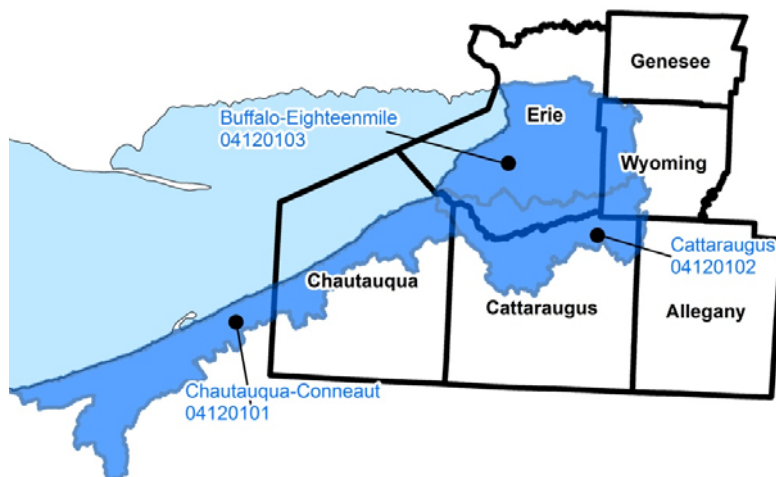 Genesee
Buffalo-Eighteenmile
04120103
Erie
Wyoming
Cattaraugus
04120102
Chautauqua
Cattaraugus
Allegany
Chautauqua-Conneaut
04120101